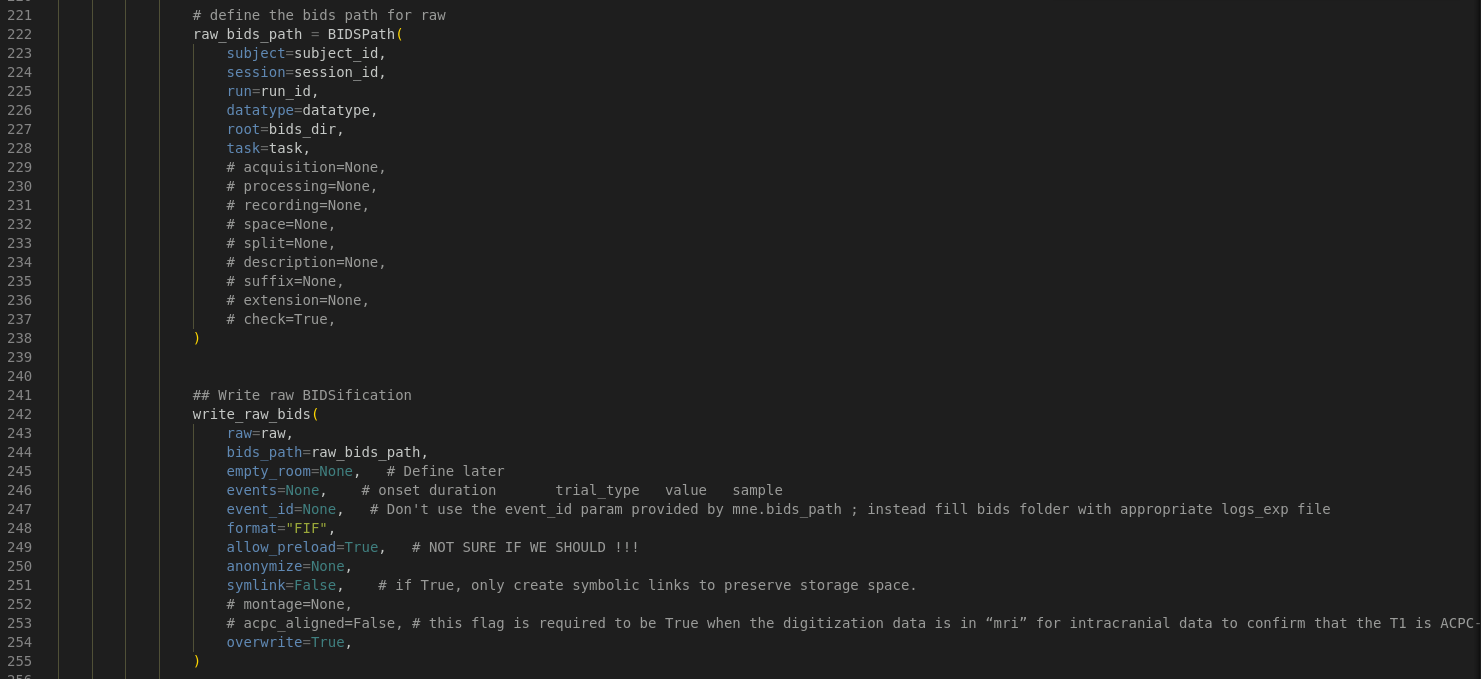 221 # define the bids path for raw
222 raw_bids_path = BIDSPath(
223 subject=subject_id,
224 session=session_id,
225 run=run_id,
226 datatype=datatype,
227 root=bids_dir,
228 task=task,
229 # acquisition=None,
230 # processing=None,
231 # recording=None,
232 # space=None,
233 # split=None,
234 # description=None,
235 # suffix=None,
236 # extension=None,
237 # check=True,
238 )
239
240
241 ## Write raw BIDSification
242 write_raw_bids(
243 raw=raw,
244 bids_path=raw_bids_path,
245 empty_room=None,   # Define later
246 events=None,    # onset duration       trial_type   value   sample
247 event_id=None,   # Don't use the event_id param provided by mne.bids_path ; instead fill bids folder with appropriate logs_exp file
248 format="FIF",
249 allow_preload=True,   # NOT SURE IF WE SHOULD !!!
250 anonymize=None,
251 symlink=False,    # if True, only create symbolic links to preserve storage space.
252 # montage=None,
253 # acpc_aligned=False, # this flag is required to be True when the digitization data is in “mri” for intracranial data to confirm that the T1 is ACPC-
254 overwrite=True,
255 )